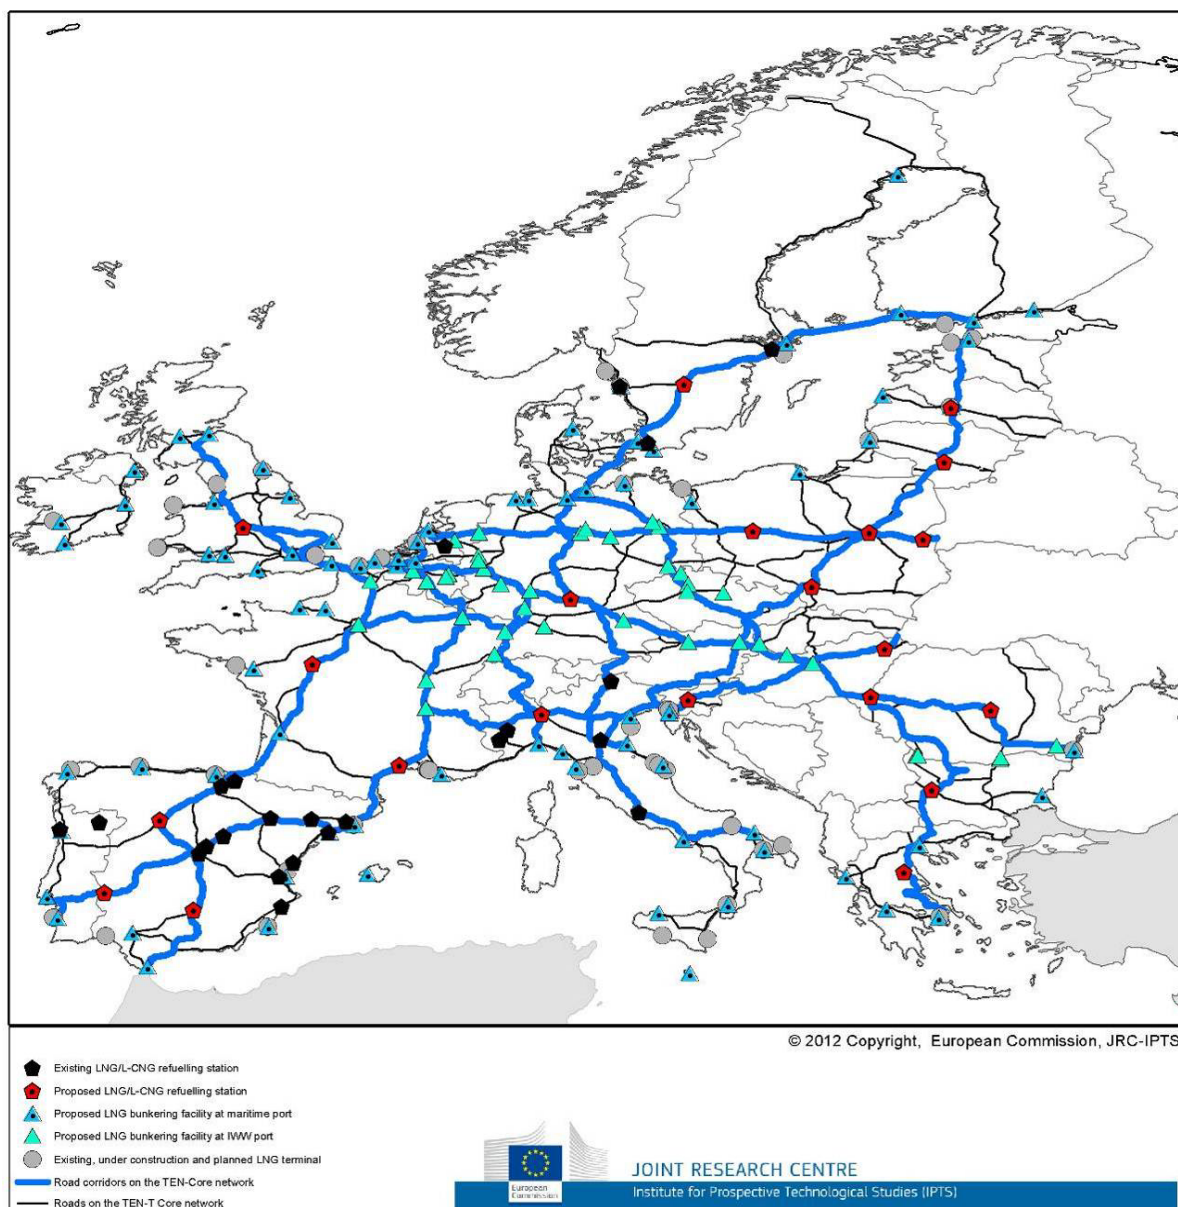 © 2012 Copyright, European Commission, JRC-IPTS
Existing LNG/L-CNG refuelling station
Proposed LNG/L-CNG refuelling station
Proposed LNG bunkering facility at maritime port
Proposed LNG bunkering facility at IWW port
Existing, under construction and planned LNG terminal
Road corridors on the TEN-Core network
Roads on the TEN-T Core network
European
Commission
JOINT RESEARCH CENTRE
Institute for Prospective Technological Studies (IPTS)